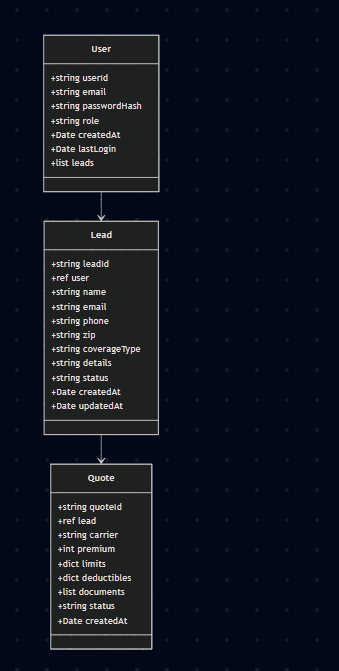 User
+string userId
+string email
+string passwordHash
+string role
+Date createdAt
+Date lastLogin
+list leads
Lead
+string leadId
+ref user
+string name
+string email
+string phone
+string zip
+string coverageType
+string details
+string status
+Date createdAt
+Date updatedAt
Quote
+string quoteId
+ref lead
+string carrier
+int premium
+dict limits
+dict deductibles
+list documents
+string status
+Date createdAt